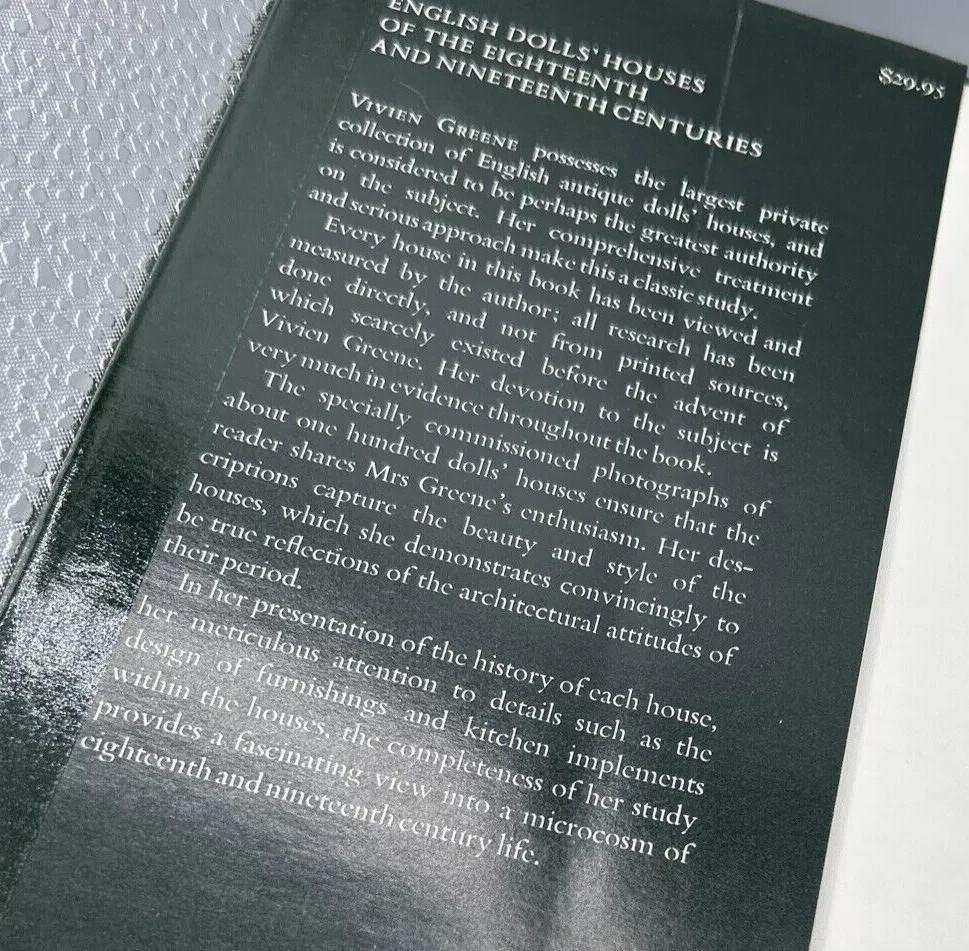 ENGLISH DOLLS' HOUSES
OF THE EIGHTEENTH
AND NINETEENTH CENTURIES
$29.95
VIVIEN GREENE possesses the largest private
collection of English antique dolls' houses, and
is considered to be perhaps the greatest authority
on the subject. Her comprehensive treatment
and serious approach make this a classic study.
Every house in this book has been viewed and
measured by the author; all research has been
done directly, and not from printed sources,
which scarcely existed before the advent of
Vivien Greene. Her devotion to the subject is
very much in evidence throughout the book.
The specially commissioned photographs of
about one hundred dolls' houses ensure that the
reader shares Mrs Greene's enthusiasm. Her des-
criptions capture the beauty and style of the
houses, which she demonstrates convincingly to
be true reflections of the architectural attitudes of
their period.
In her presentation of the history of each house,
her meticulous attention to details such as the
design of furnishings and kitchen implements
within the houses, the completeness of her study
provides a fascinating view into a microcosm of
eighteenth and nineteenth century life.